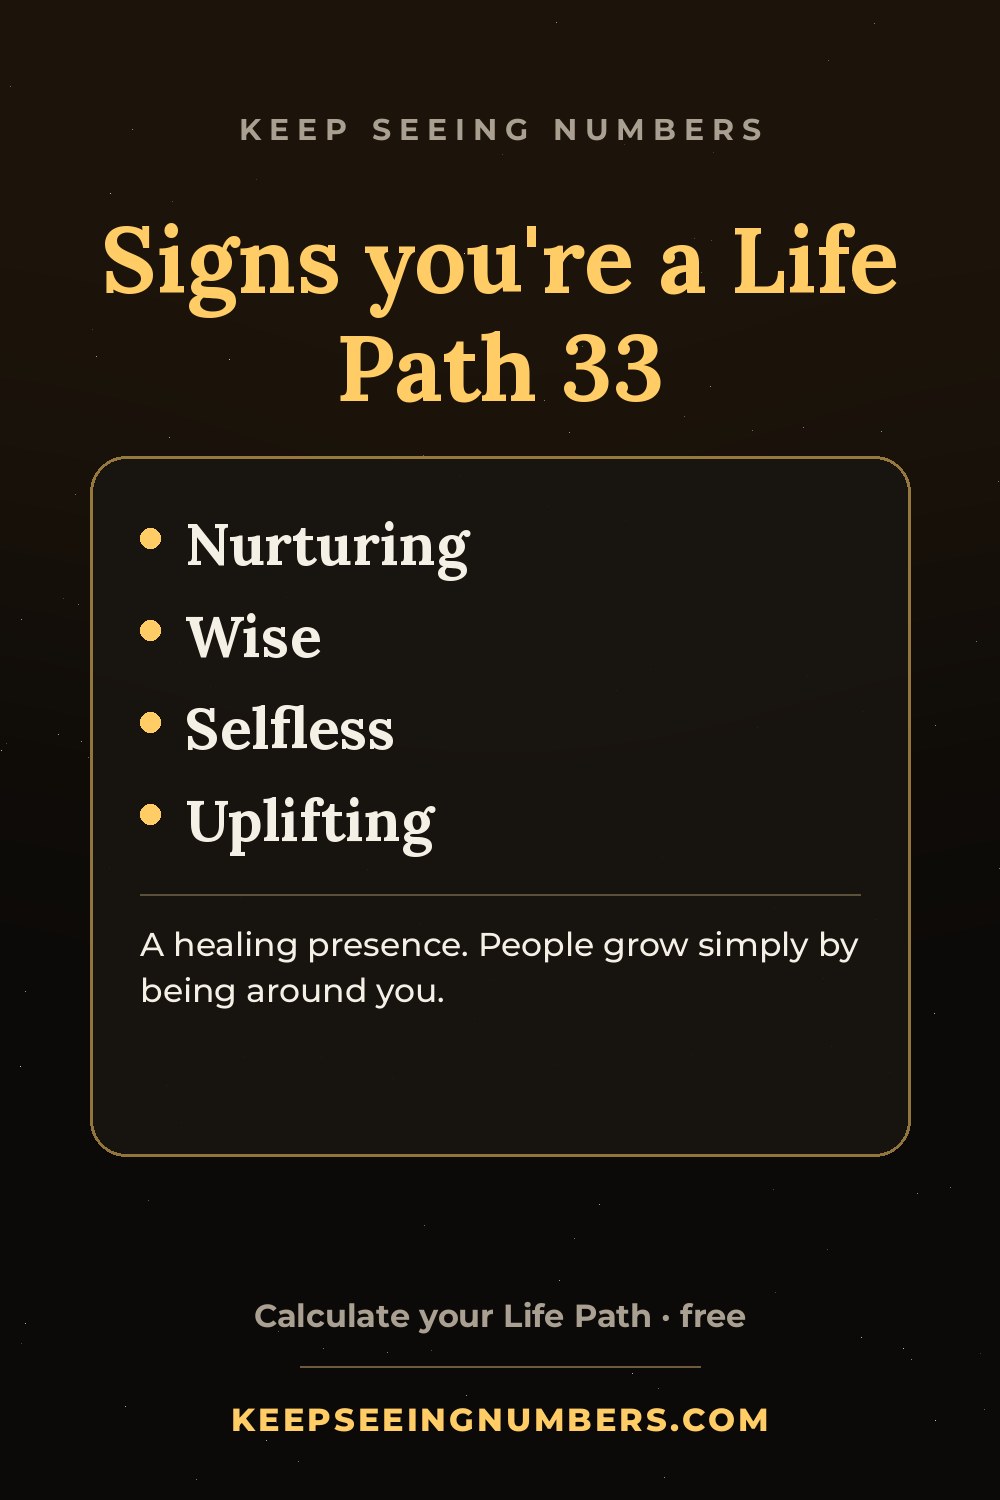 KEEP SEEING NUMBERS
Signs you're a Life
Path 33
Nurturing
Wise
Selfless
Uplifting
A healing presence. People grow simply by
being around you.
Calculate your Life Path · free
KEEPSEEINGNUMBERS.COM